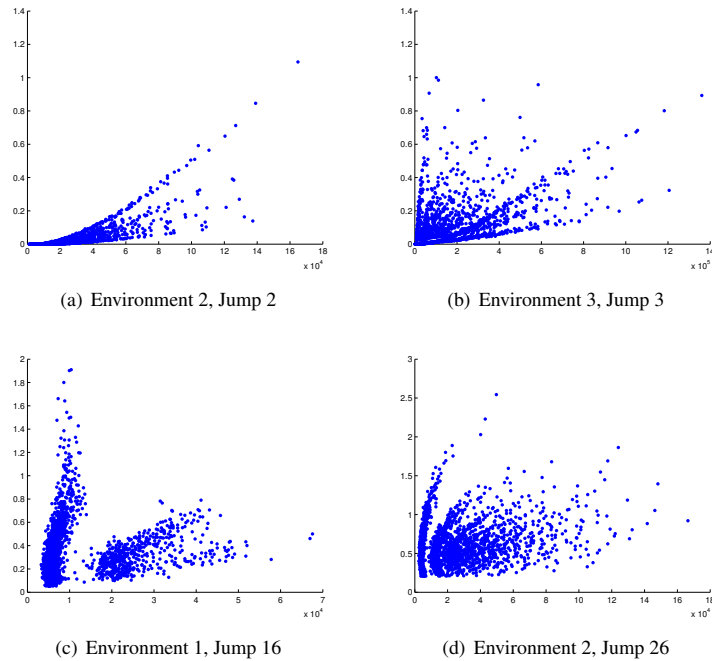 1.4
1.2
1
0.8
0.6
0.4
0.2
0
0 2 4 6 8 10 12 14 16 18
x 10^4
(a) Environment 2, Jump 2
1.4
1.2
1
0.8
0.6
0.4
0.2
0
0 2 4 6 8 10 12 14
x 10^5
(b) Environment 3, Jump 3
2
1.8
1.6
1.4
1.2
1
0.8
0.6
0.4
0.2
0
0 1 2 3 4 5 6 7
x 10^4
(c) Environment 1, Jump 16
3
2.5
2
1.5
1
0.5
0
0 2 4 6 8 10 12 14 16 18
x 10^4
(d) Environment 2, Jump 26